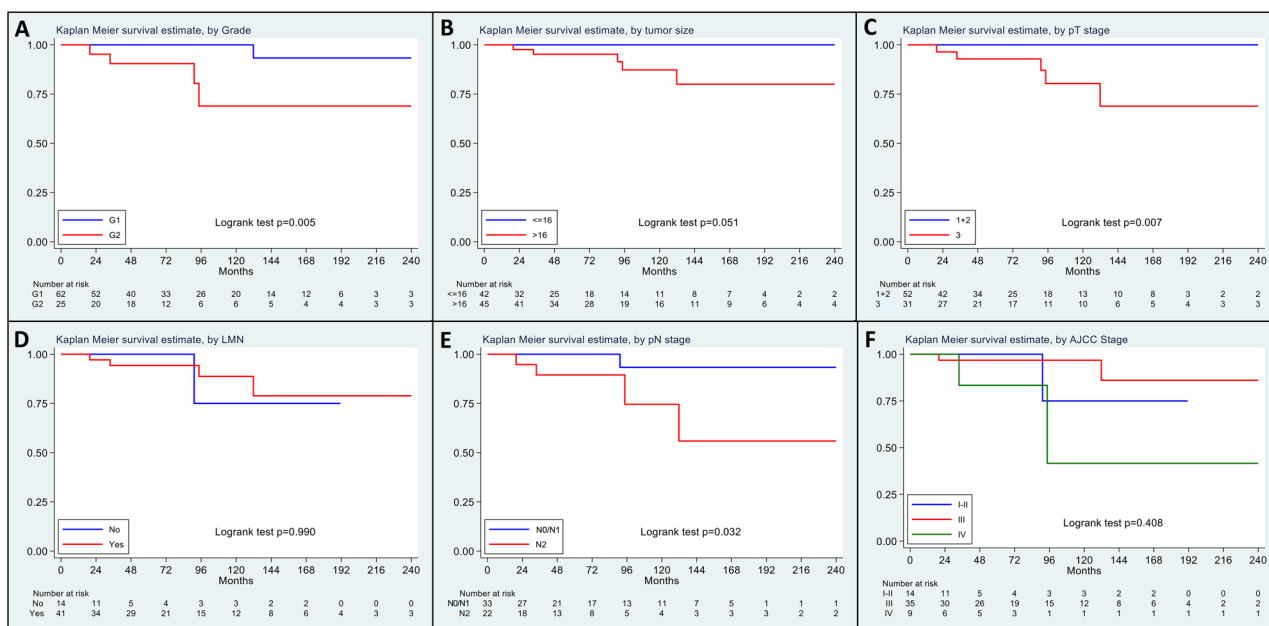 A Kaplan Meier survival estimate, by Grade
1.00
0.75
0.50
0.25
0.00
G1
G2
Logrank test p=0.005
0 24 48 72 96 120 144 168 192 216 240
Months
Number at risk
G1 62 52 40 33 26 20 14 12 6 3 3
G2 25 20 18 12 6 6 5 4 4 3 3
B Kaplan Meier survival estimate, by tumor size
1.00
0.75
0.50
0.25
0.00
<=16
>16
Logrank test p=0.051
0 24 48 72 96 120 144 168 192 216 240
Months
Number at risk
<=16 42 32 25 18 14 11 8 7 4 2 2
>16 45 41 34 28 19 16 11 9 6 4 4
C Kaplan Meier survival estimate, by pT stage
1.00
0.75
0.50
0.25
0.00
1+2
3
Logrank test p=0.007
0 24 48 72 96 120 144 168 192 216 240
Months
Number at risk
1+2 52 42 34 25 18 13 10 8 3 2 2
3 31 27 21 17 11 10 6 5 4 3 3
D Kaplan Meier survival estimate, by LMN
1.00
0.75
0.50
0.25
0.00
No
Yes
Logrank test p=0.990
0 24 48 72 96 120 144 168 192 216 240
Months
Number at risk
No 14 11 5 4 3 3 2 2 0 0 0
Yes 41 34 29 21 15 12 8 6 4 3 3
E Kaplan Meier survival estimate, by pN stage
1.00
0.75
0.50
0.25
0.00
N0/N1
N2
Logrank test p=0.032
0 24 48 72 96 120 144 168 192 216 240
Months
Number at risk
N0/N1 33 27 21 17 13 11 7 5 1 1 1
N2 22 18 13 8 5 4 3 3 3 2 2
F Kaplan Meier survival estimate, by AJCC Stage
1.00
0.75
0.50
0.25
0.00
I-II
III
IV
Logrank test p=0.408
0 24 48 72 96 120 144 168 192 216 240
Months
Number at risk
I-II 14 11 5 4 3 3 2 2 0 0 0
III 35 30 26 19 15 12 8 6 4 2 2
IV 9 6 5 3 1 1 1 1 1 1 1